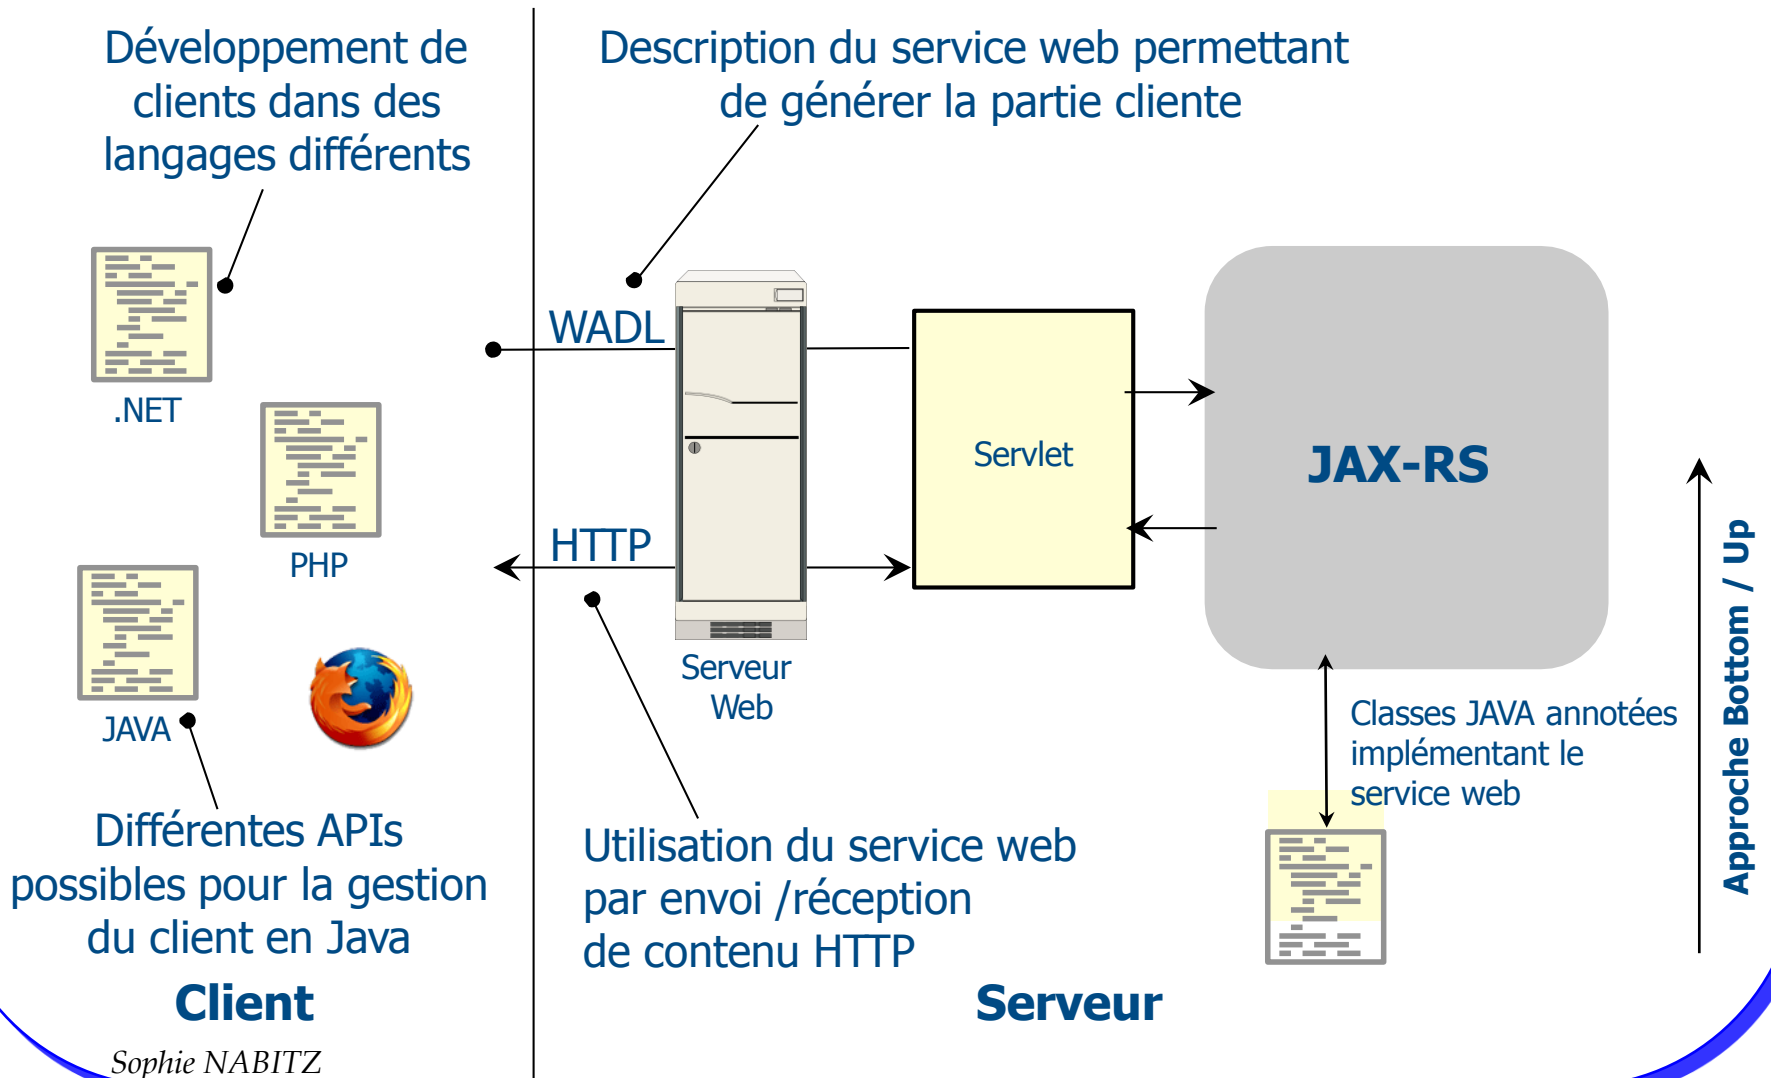 Développement de
clients dans des
langages différents
Description du service web permettant
de générer la partie cliente
.NET
PHP
JAVA
Différentes APIs
possibles pour la gestion
du client en Java
Client
Sophie NABITZ
WADL
HTTP
Serveur
Web
Servlet
JAX-RS
Classes JAVA annotées
implémentant le
service web
Utilisation du service web
par envoi /réception
de contenu HTTP
Serveur
Approche Bottom / Up